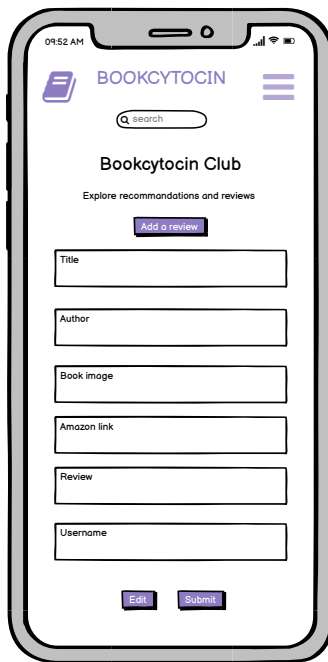 09:52 AM
BOOKCYTOCIN
search
Bookcytocin Club
Explore recommandations and reviews
Add a review
Title
Author
Book image
Amazon link
Review
Username
Edit Submit